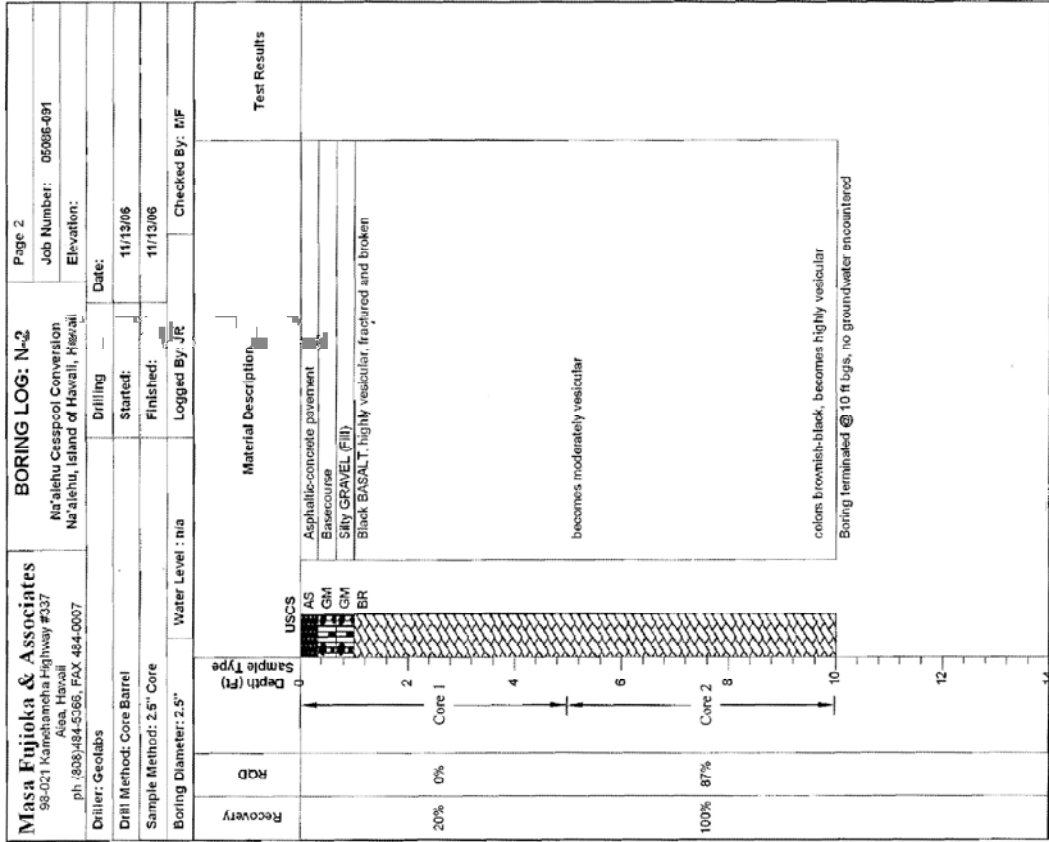 Masa Fujioka & Associates
98-021 Kamehameha Highway #337
Aiea, Hawaii
ph (808)484-5366, FAX 484-0007
BORING LOG: N-2
Na'alehu Cesspool Conversion
Na'alehu, Island of Hawaii, Hawaii
Page 2
Job Number: 05086-091
Elevation:
Driller: Geolabs
Drilling
Date:
Drill Method: Core Barrel
Started:
11/13/06
Sample Method: 2.5" Core
Finished:
11/13/06
Boring Diameter: 2.5"
Water Level : n/a
Logged By: JR
Checked By: MF
Recovery
RQD
Depth (Ft)
Sample Type
USCS
Material Description
Test Results
0
AS
Asphaltic-concrete pavement
GM
Basecourse
GM
Silty GRAVEL (Fill)
BR
Black BASALT, highly vesicular, fractured and broken
2
20%
0%
Core 1
4
becomes moderately vesicular
6
100%
87%
Core 2
8
colors brownish-black, becomes highly vesicular
10
Boring terminated @ 10 ft bgs, no groundwater encountered
12
14